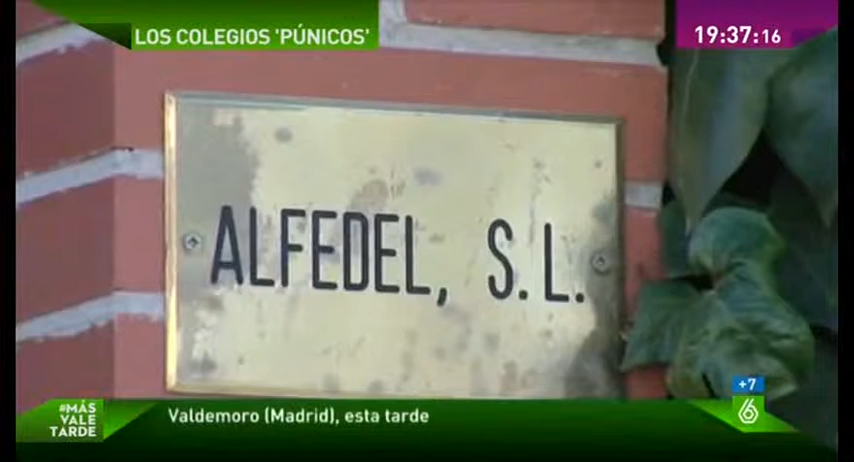 LOS COLEGIOS 'PÚNICOS'
19:37:16
ALFEDEL, S.L.
+7
6
#MÁS
VALE
TARDE
Valdemoro (Madrid), esta tarde